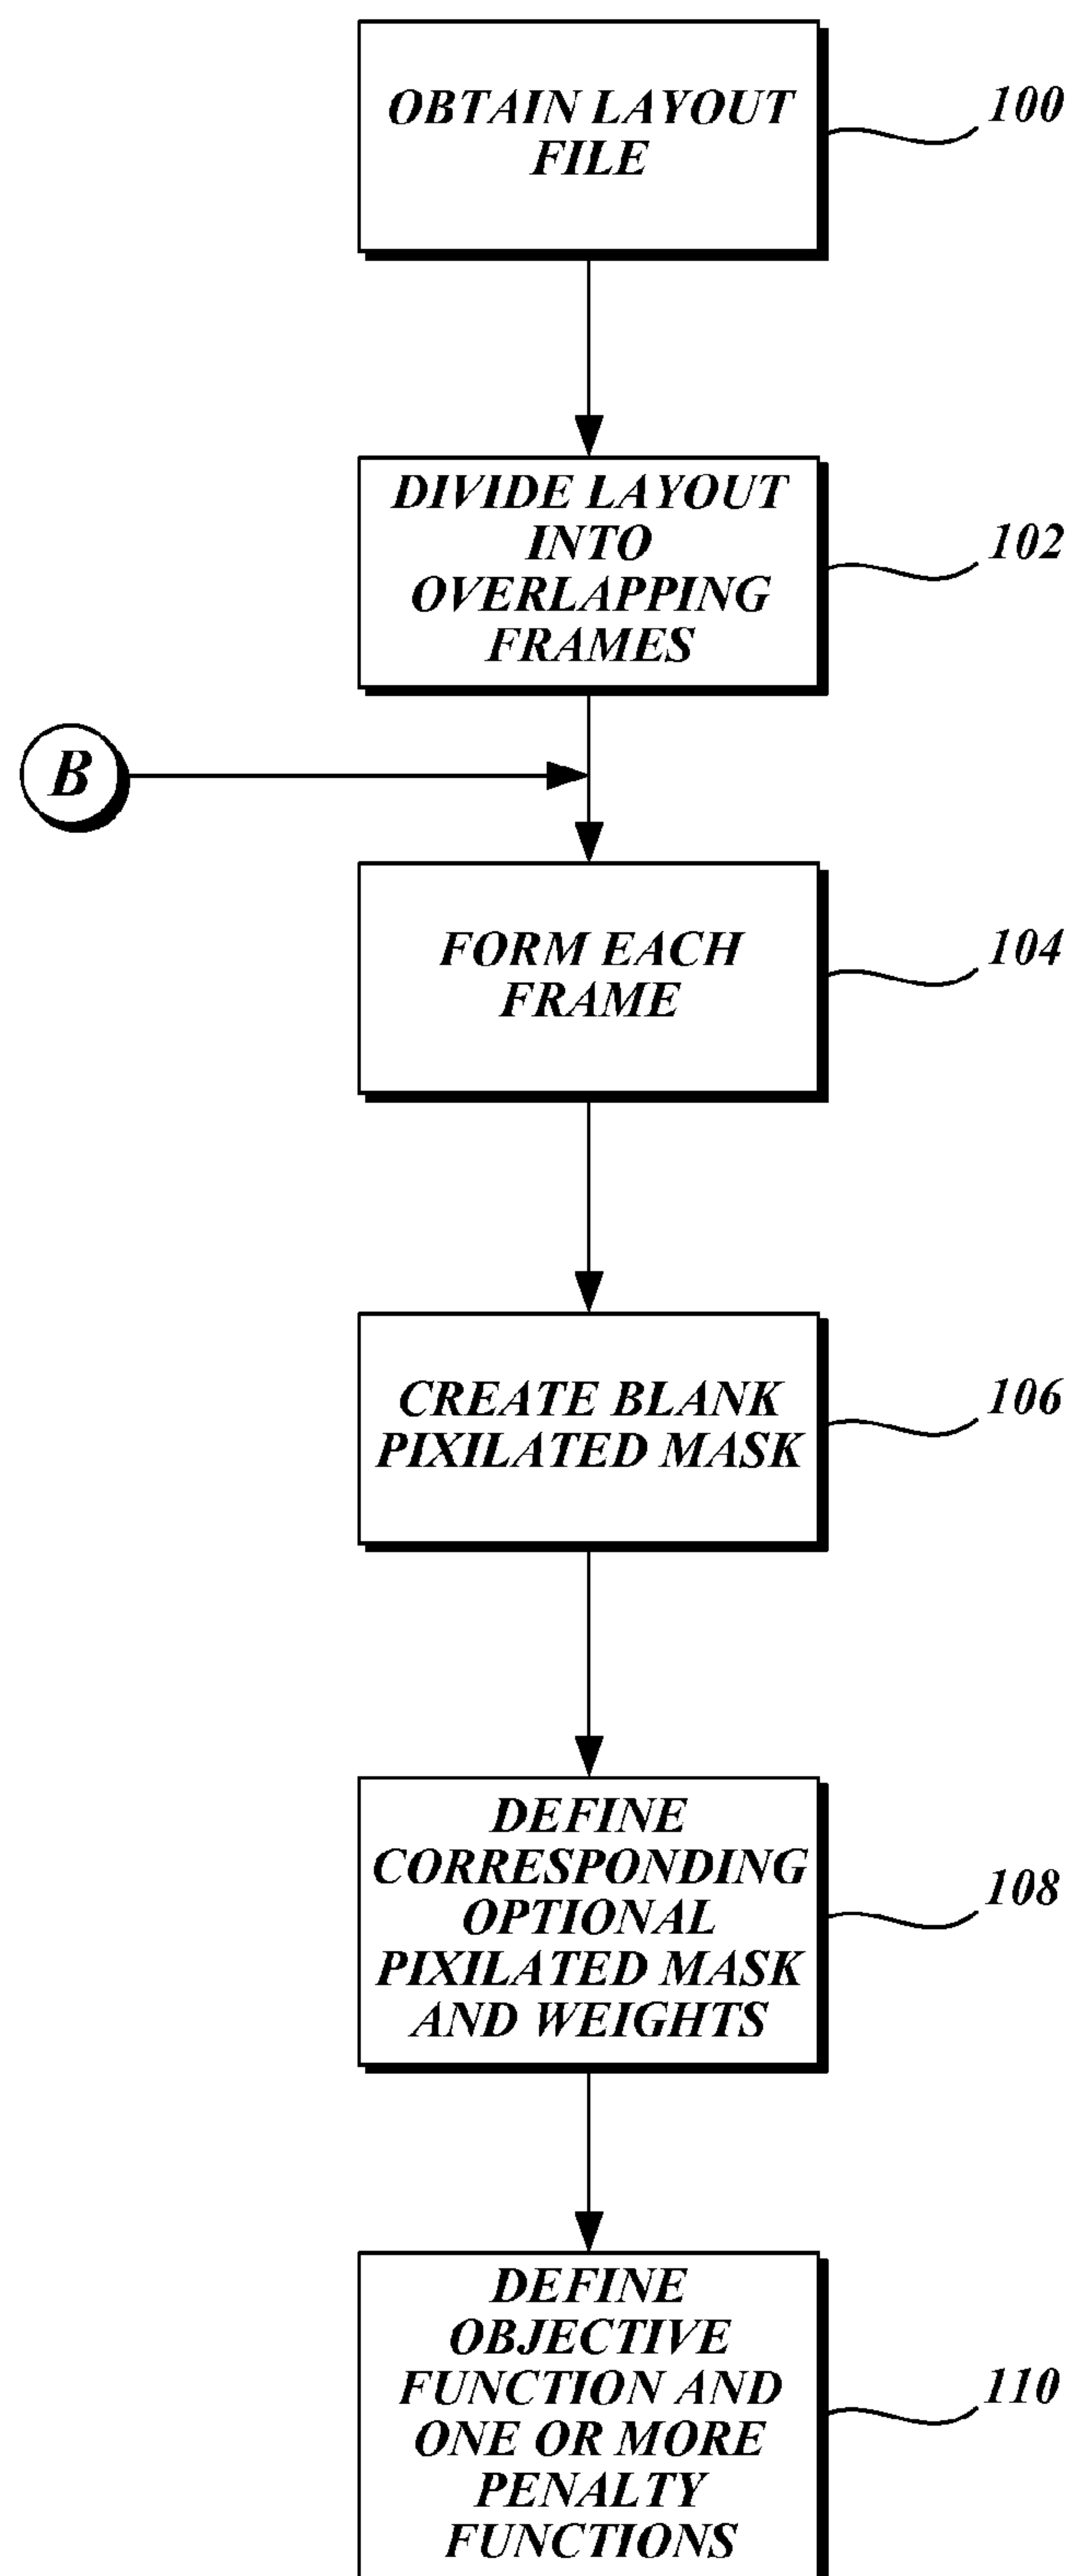 OBTAIN LAYOUT
FILE
100
DIVIDE LAYOUT
INTO
OVERLAPPING
FRAMES
102
B
FORM EACH
FRAME
104
CREATE BLANK
PIXILATED MASK
106
DEFINE
CORRESPONDING
OPTIONAL
PIXILATED MASK
AND WEIGHTS
108
DEFINE
OBJECTIVE
FUNCTION AND
ONE OR MORE
PENALTY
FUNCTIONS
110